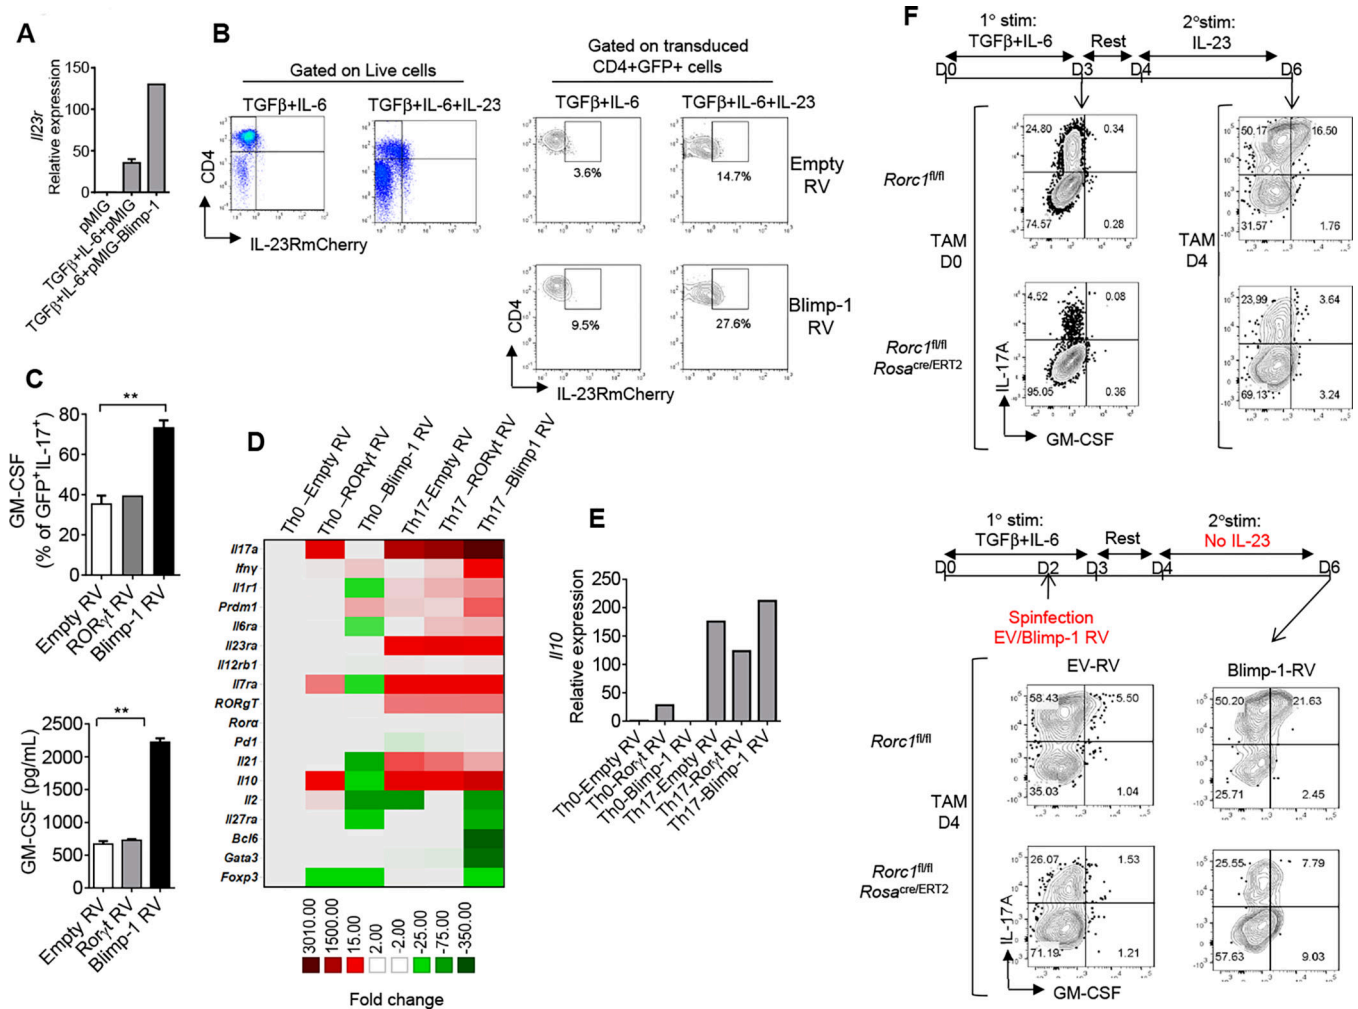 A
Il23r
Relative expression
150
100
50
0
pMIG
TGFβ+IL-6+pMIG
TGFβ+IL-6+pMIG-Blimp-1
B
Gated on Live cells
TGFβ+IL-6
TGFβ+IL-6+IL-23
CD4
IL-23RmCherry
Gated on transduced
CD4+GFP+ cells
TGFβ+IL-6
TGFβ+IL-6+IL-23
3.6%
14.7%
Empty
RV
9.5%
27.6%
Blimp-1
RV
CD4
IL-23RmCherry
C
GM-CSF
(% of GFP+IL-17+)
80
60
40
20
0
**
Empty RV
RORγt RV
Blimp-1 RV
GM-CSF (pg/mL)
2500
2000
1500
1000
500
0
**
Empty RV
Rorγt RV
Blimp-1 RV
D
Th0–Empty RV
Th0 –RORγt RV
Th0 –Blimp-1 RV
Th17-Empty RV
Th17 –RORγt RV
Th17 –Blimp1 RV
Il17a
Ifnγ
Il1r1
Prdm1
Il6ra
Il23ra
Il12rb1
Il7ra
RORgT
Rorα
Pd1
Il21
Il10
Il2
Il27ra
Bcl6
Gata3
Foxp3
3010.00
1500.00
15.00
2.00
-2.00
-25.00
-75.00
-350.00
Fold change
E
Il10
Relative expression
250
200
150
100
50
0
Th0-Empty RV
Th0-Rorγt RV
Th0-Blimp-1 RV
Th17-Empty RV
Th17-Rorγt RV
Th17-Blimp-1 RV
F
1° stim:
TGFβ+IL-6
Rest
2°stim:
IL-23
D0
D3
D4
D6
TAM
D0
Rorc1fl/fl
24.80
0.34
74.57
0.28
Rorc1fl/fl
Rosacre/ERT2
4.52
0.08
95.05
0.36
IL-17A
GM-CSF
TAM
D4
50.17
16.50
31.57
1.76
23.99
3.64
69.13
3.24
1° stim:
TGFβ+IL-6
Rest
2°stim:
No IL-23
D0
D2
D3
D4
D6
Spinfection
EV/Blimp-1 RV
EV-RV
Blimp-1-RV
TAM
D4
Rorc1fl/fl
58.43
5.50
35.03
1.04
50.20
21.63
25.71
2.45
Rorc1fl/fl
Rosacre/ERT2
26.07
1.53
71.19
1.21
25.55
7.79
57.63
9.03
IL-17A
GM-CSF